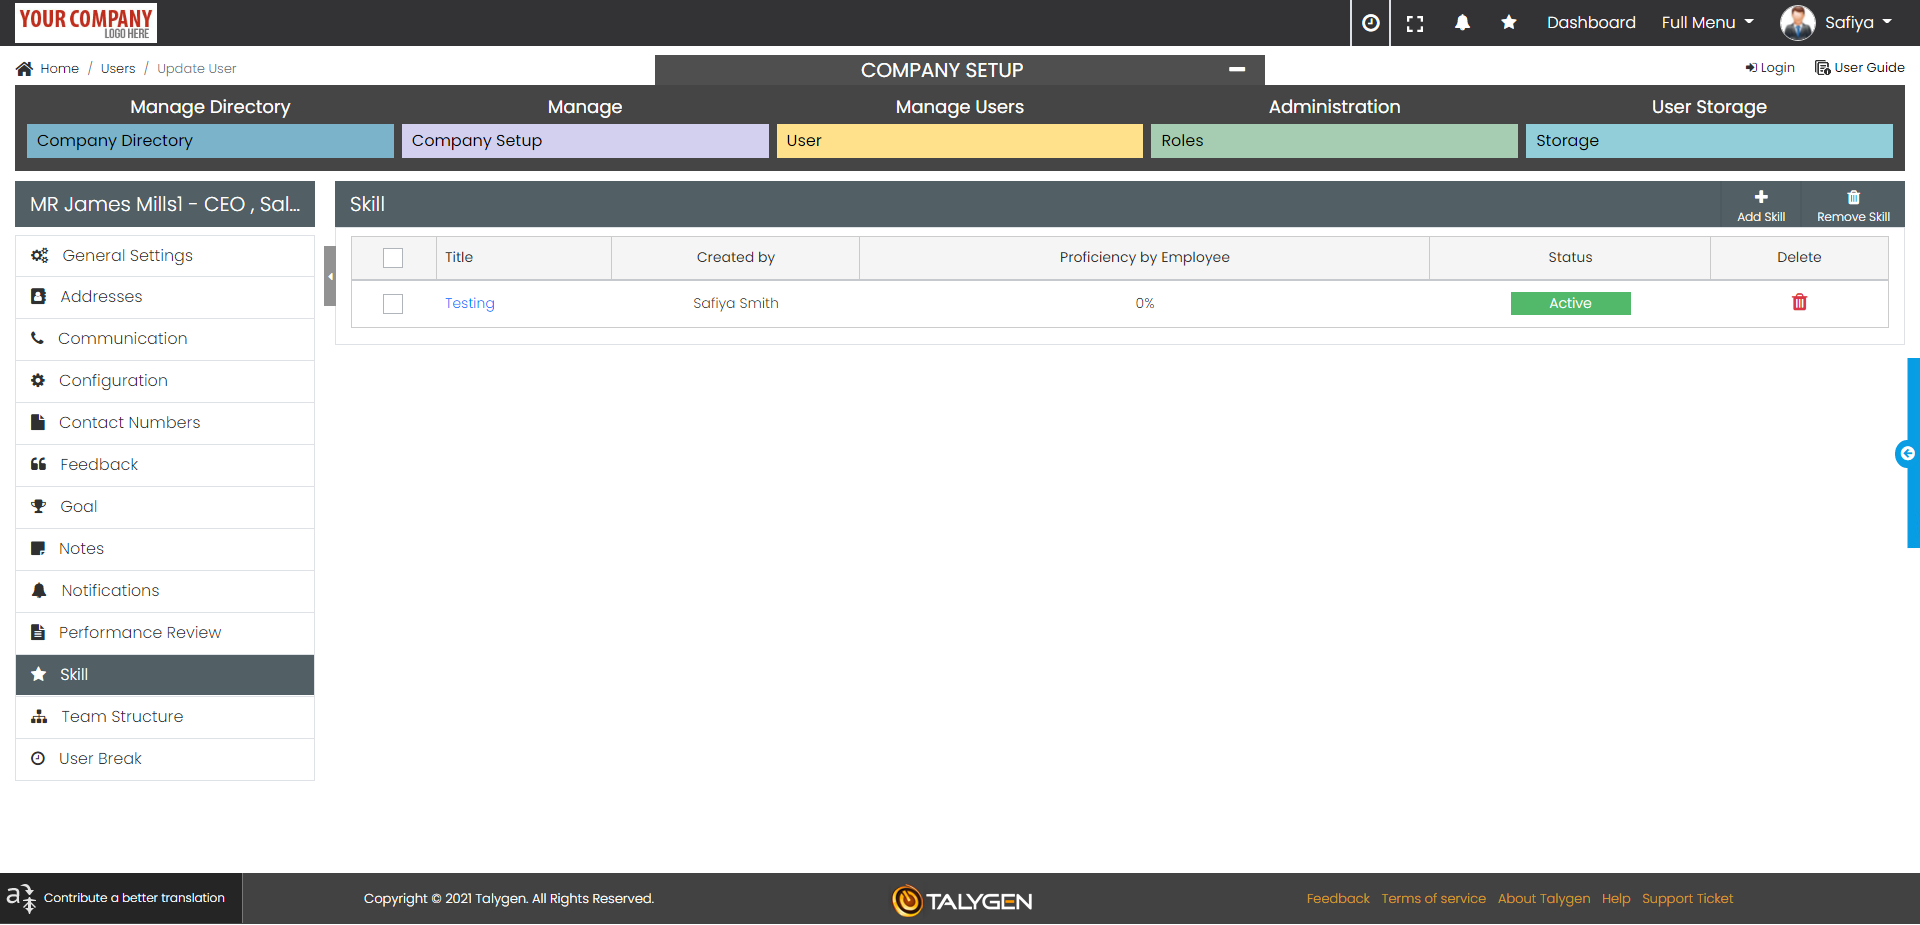 YOUR COMPANY
LOGO HERE
Dashboard
Full Menu
Safiya
Home / Users / Update User
COMPANY SETUP
Login
User Guide
Manage Directory
Manage
Manage Users
Administration
User Storage
Company Directory
Company Setup
User
Roles
Storage
MR James Mills1 - CEO , Sal...
General Settings
Addresses
Communication
Configuration
Contact Numbers
Feedback
Goal
Notes
Notifications
Performance Review
Skill
Team Structure
User Break
Skill
Add Skill
Remove Skill
Title
Created by
Proficiency by Employee
Status
Delete
Testing
Safiya Smith
0%
Active
Contribute a better translation
Copyright © 2021 Talygen. All Rights Reserved.
TALYGEN
Feedback
Terms of service
About Talygen
Help
Support Ticket